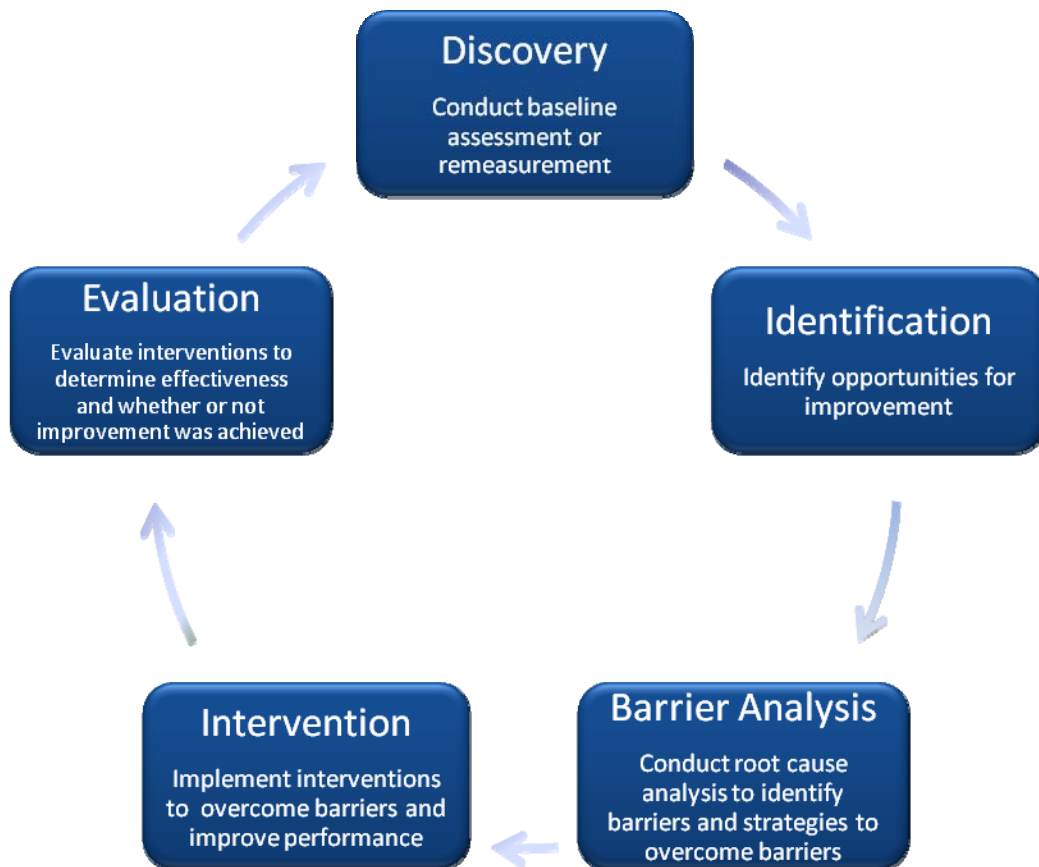 Discovery
Conduct baseline
assessment or
remeasurement
Identification
Identify opportunities for
improvement
Barrier Analysis
Conduct root cause
analysis to identify
barriers and strategies to
overcome barriers
Intervention
Implement interventions
to overcome barriers and
improve performance
Evaluation
Evaluate interventions to
determine effectiveness
and whether or not
improvement was achieved